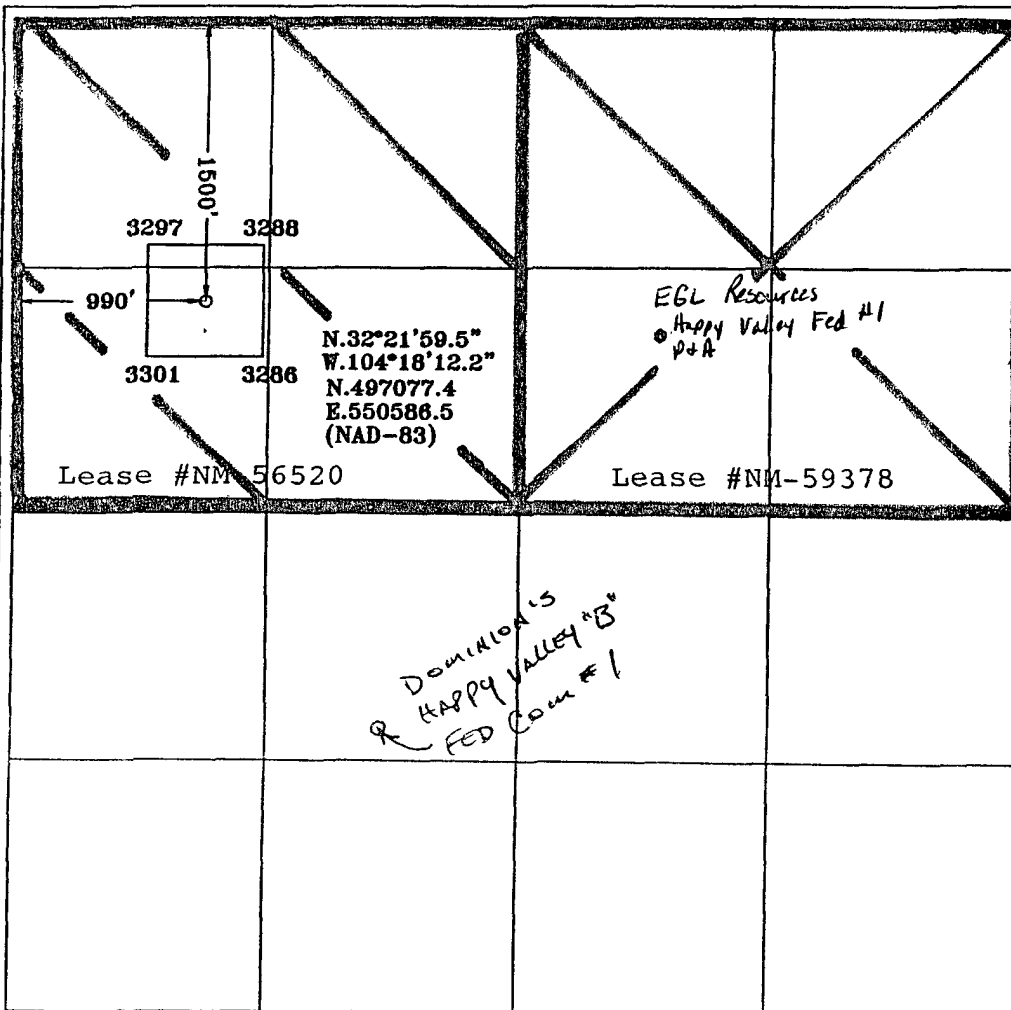 1500'
3297 3288
990'
3301 3286
N.32°21'59.5"
W.104°18'12.2"
N.497077.4
E.550586.5
(NAD-83)
EGL Resources
Happy Valley Fed #1
P+A
Lease #NM-56520
Lease #NM-59378
DOMINION'S
HAPPY VALLEY "B"
FED Com #1